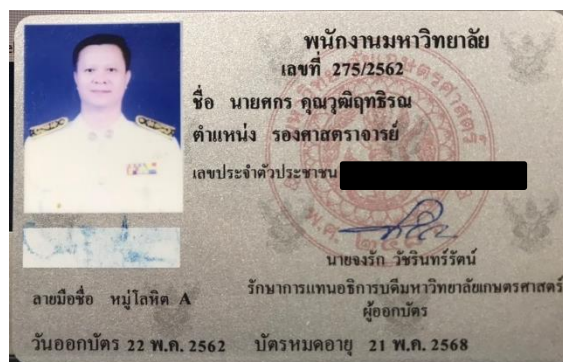 พนักงานมหาวิทยาลัย
เลขที่ 275/2562
ชื่อ นายศกร คุณวุฒิฤทธิรณ
ตำแหน่ง รองศาสตราจารย์
เลขประจำตัวประชาชน
นายจงรัก วัชรินทร์รัตน์
รักษาการแทนอธิการบดีมหาวิทยาลัยเกษตรศาสตร์
ผู้ออกบัตร
ลายมือชื่อ หมู่โลหิต A
วันออกบัตร 22 พ.ค. 2562 บัตรหมดอายุ 21 พ.ค. 2568